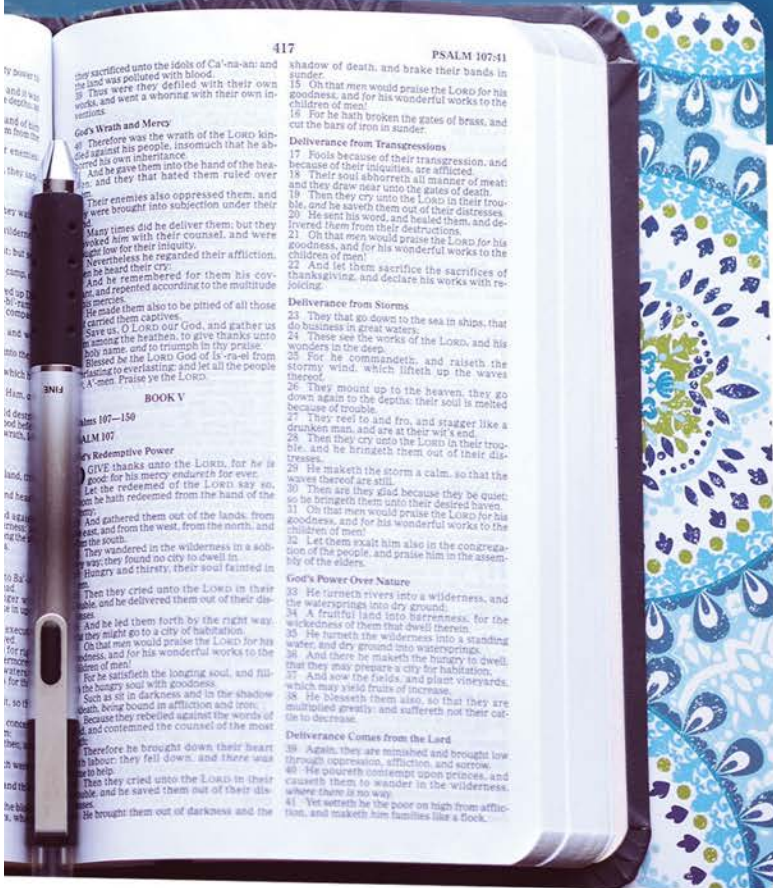 417
PSALM 107:41
they sacrificed unto the idols of Ca'-na-an: and
the land was polluted with blood.
39 Thus were they defiled with their own
works, and went a whoring with their own in-
ventions.
God's Wrath and Mercy
40 Therefore was the wrath of the LORD kin-
dled against his people, insomuch that he ab-
horred his own inheritance.
And he gave them into the hand of the hea-
and they that hated them ruled over
Their enemies also oppressed them, and
were brought into subjection under their
Many times did he deliver them; but they
him with their counsel, and were
low for their iniquity.
Nevertheless he regarded their affliction,
he heard their cry:
And he remembered for them his cov-
and repented according to the multitude
mercies.
He made them also to be pitied of all those
carried them captives.
Save us, O LORD our God, and gather us
among the heathen, to give thanks unto
holy name, and to triumph in thy praise.
Blessed be the LORD God of Is'-ra-el from
to everlasting: and let all the people
A'-men. Praise ye the LORD.
BOOK V
107—150
107
Redemptive Power
GIVE thanks unto the LORD, for he is
good: for his mercy endureth for ever.
Let the redeemed of the LORD say so,
he hath redeemed from the hand of the
And gathered them out of the lands, from
east, and from the west, from the north, and
the south.
They wandered in the wilderness in a soli-
way; they found no city to dwell in.
Hungry and thirsty, their soul fainted in
Then they cried unto the LORD in their
and he delivered them out of their dis-
And he led them forth by the right way,
they might go to a city of habitation.
Oh that men would praise the LORD for his
and for his wonderful works to the
of men!
For he satisfieth the longing soul, and fill-
the hungry soul with goodness.
Such as sit in darkness and in the shadow
being bound in affliction and iron;
Because they rebelled against the words of
and contemned the counsel of the most
Therefore he brought down their heart
labour; they fell down, and there was
to help.
Then they cried unto the LORD in their
and he saved them out of their dis-
He brought them out of darkness and the
shadow of death, and brake their bands in
sunder.
15 Oh that men would praise the LORD for his
goodness, and for his wonderful works to the
children of men!
16 For he hath broken the gates of brass, and
cut the bars of iron in sunder.
Deliverance from Transgressions
17 Fools because of their transgression, and
because of their iniquities, are afflicted.
18 Their soul abhorreth all manner of meat;
and they draw near unto the gates of death.
19 Then they cry unto the LORD in their trou-
ble, and he saveth them out of their distresses.
20 He sent his word, and healed them, and de-
livered them from their destructions.
21 Oh that men would praise the LORD for his
goodness, and for his wonderful works to the
children of men!
22 And let them sacrifice the sacrifices of
thanksgiving, and declare his works with re-
joicing.
Deliverance from Storms
23 They that go down to the sea in ships, that
do business in great waters;
24 These see the works of the LORD, and his
wonders in the deep.
25 For he commandeth, and raiseth the
stormy wind, which lifteth up the waves
thereof.
26 They mount up to the heaven, they go
down again to the depths: their soul is melted
because of trouble.
27 They reel to and fro, and stagger like a
drunken man, and are at their wit's end.
28 Then they cry unto the LORD in their trou-
ble, and he bringeth them out of their dis-
tresses.
29 He maketh the storm a calm, so that the
waves thereof are still.
30 Then are they glad because they be quiet;
so he bringeth them unto their desired haven.
31 Oh that men would praise the LORD for his
goodness, and for his wonderful works to the
children of men!
32 Let them exalt him also in the congrega-
tion of the people, and praise him in the assem-
bly of the elders.
God's Power Over Nature
33 He turneth rivers into a wilderness, and
the watersprings into dry ground;
34 A fruitful land into barrenness, for the
wickedness of them that dwell therein.
35 He turneth the wilderness into a standing
water, and dry ground into watersprings.
36 And there he maketh the hungry to dwell,
that they may prepare a city for habitation;
37 And sow the fields, and plant vineyards,
which may yield fruits of increase.
38 He blesseth them also, so that they are
multiplied greatly; and suffereth not their cat-
tle to decrease.
Deliverance Comes from the Lord
39 Again, they are minished and brought low
through oppression, affliction, and sorrow.
40 He poureth contempt upon princes, and
causeth them to wander in the wilderness,
where there is no way.
41 Yet setteth he the poor on high from afflic-
tion, and maketh him families like a flock.
FINE